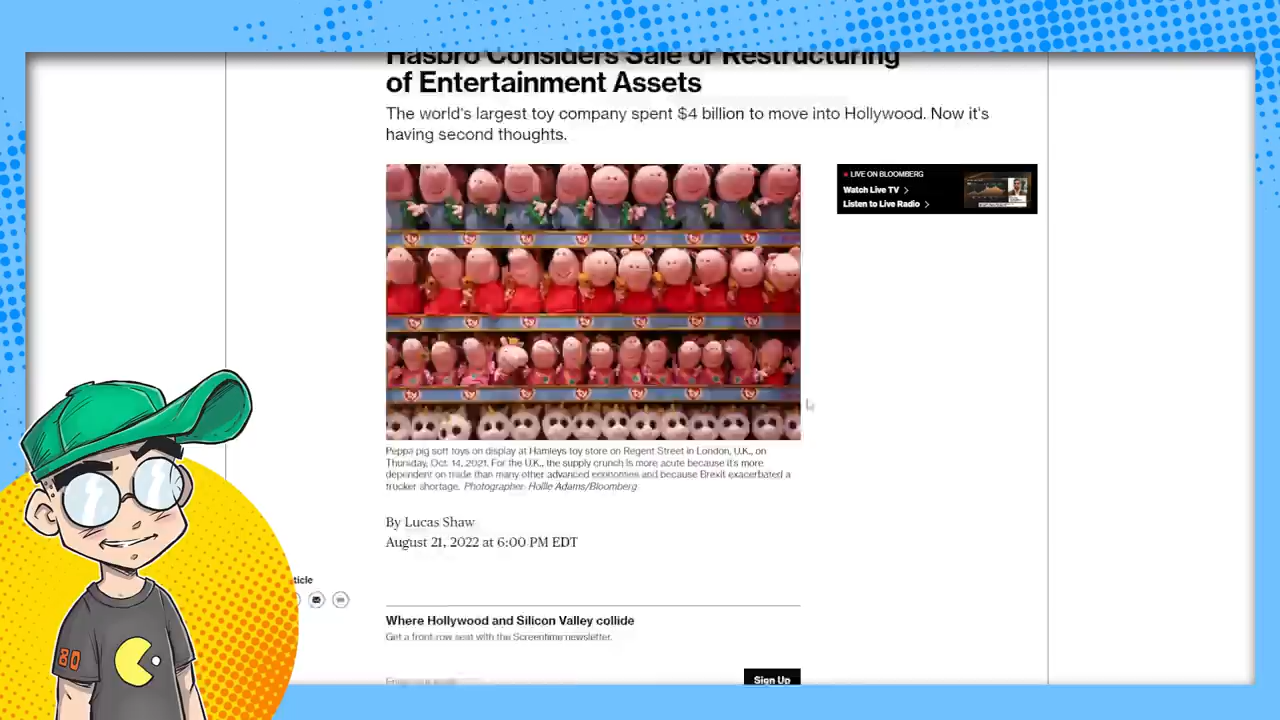 Hasbro Considers Sale or Restructuring
of Entertainment Assets
The world's largest toy company spent $4 billion to move into Hollywood. Now it's
having second thoughts.
LIVE ON BLOOMBERG
Watch Live TV
Listen to Live Radio
Peppa pig soft toys on display at Hamleys toy store on Regent Street in London, U.K., on
Thursday, Oct. 14, 2021. For the U.K., the supply crunch is more acute because it's more
dependent on trade than many other advanced economies and because Brexit exacerbated a
trucker shortage. Photographer: Hollie Adams/Bloomberg
By Lucas Shaw
August 21, 2022 at 6:00 PM EDT
ticle
Where Hollywood and Silicon Valley collide
Get a front-row seat with the Screentime newsletter.
Sign Up
80